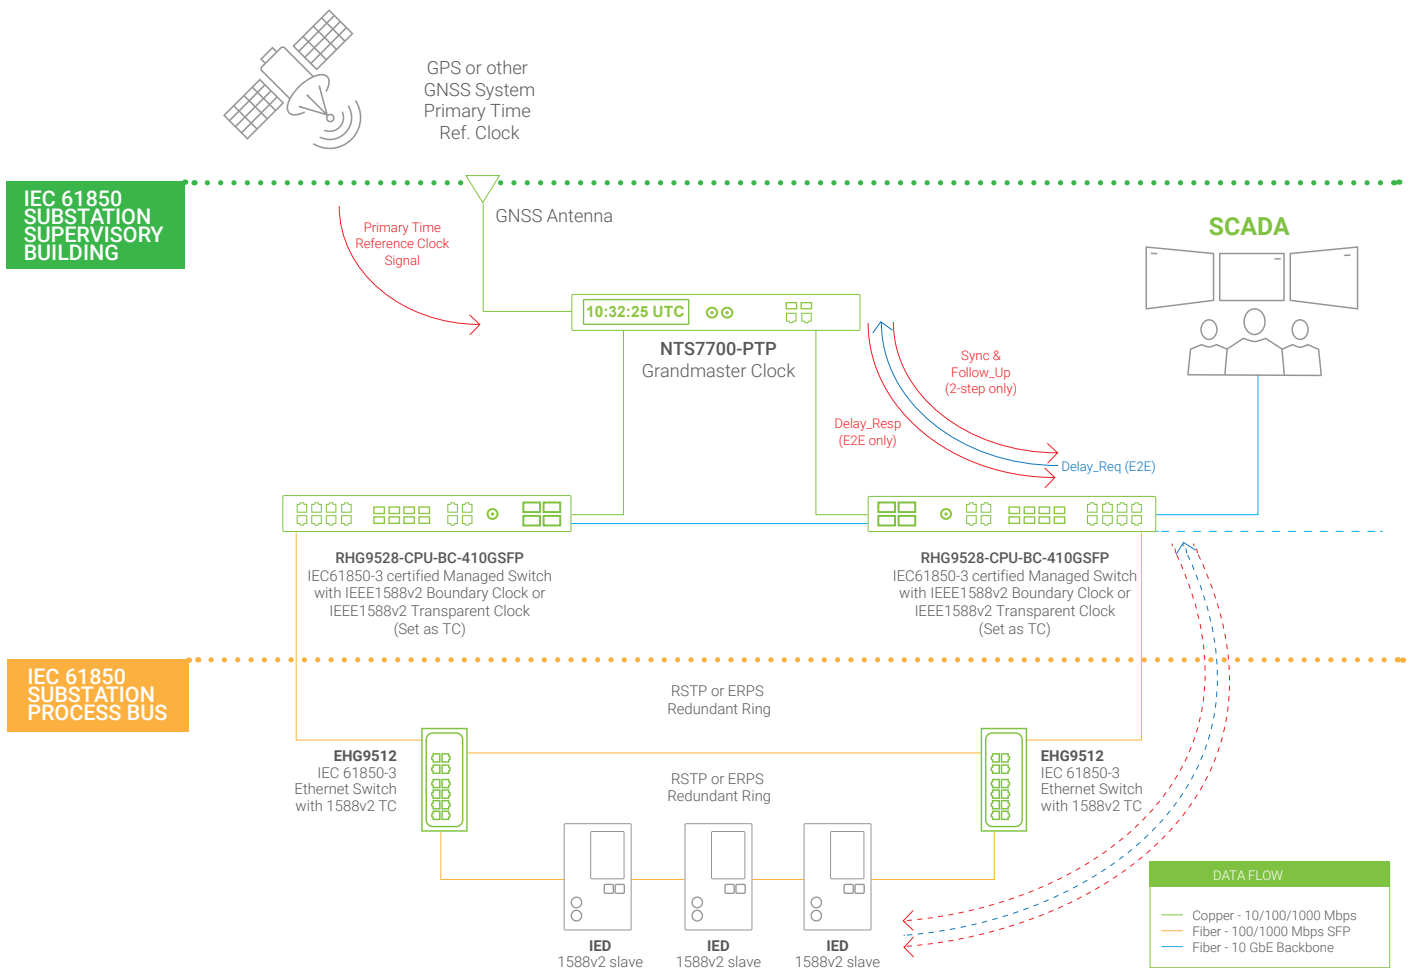 GPS or other
GNSS System
Primary Time
Ref. Clock
IEC 61850
SUBSTATION
SUPERVISORY
BUILDING
GNSS Antenna
Primary Time
Reference Clock
Signal
SCADA
10:32:25 UTC
NTS7700-PTP
Grandmaster Clock
Sync &
Follow_Up
(2-step only)
Delay_Resp
(E2E only)
Delay_Req (E2E)
RHG9528-CPU-BC-410GSFP
IEC61850-3 certified Managed Switch
with IEEE1588v2 Boundary Clock or
IEEE1588v2 Transparent Clock
(Set as TC)
RHG9528-CPU-BC-410GSFP
IEC61850-3 certified Managed Switch
with IEEE1588v2 Boundary Clock or
IEEE1588v2 Transparent Clock
(Set as TC)
IEC 61850
SUBSTATION
PROCESS BUS
RSTP or ERPS
Redundant Ring
EHG9512
IEC 61850-3
Ethernet Switch
with 1588v2 TC
RSTP or ERPS
Redundant Ring
EHG9512
IEC 61850-3
Ethernet Switch
with 1588v2 TC
IED
1588v2 slave
IED
1588v2 slave
IED
1588v2 slave
DATA FLOW
Copper - 10/100/1000 Mbps
Fiber - 100/1000 Mbps SFP
Fiber - 10 GbE Backbone